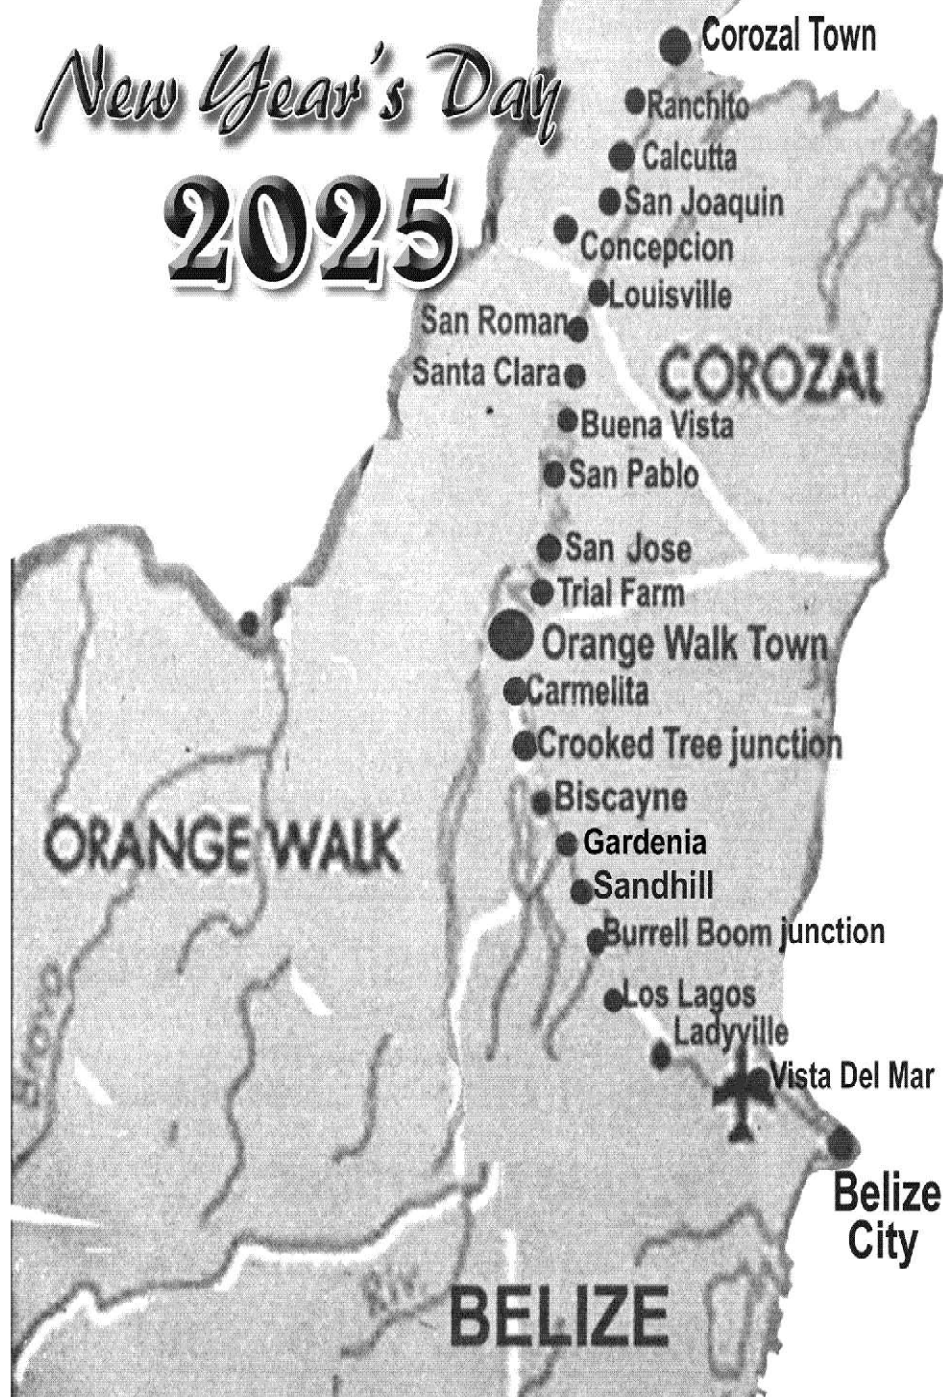 New Year's Day
2025
Corozal Town
Ranchito
Calcutta
San Joaquin
Concepcion
Louisville
San Roman
Santa Clara
COROZAL
Buena Vista
San Pablo
San Jose
Trial Farm
Orange Walk Town
Carmelita
Crooked Tree junction
Biscayne
ORANGE WALK
Gardenia
Sandhill
Burrell Boom junction
Los Lagos
Ladyville
Vista Del Mar
Belize
City
Riv.
BELIZE